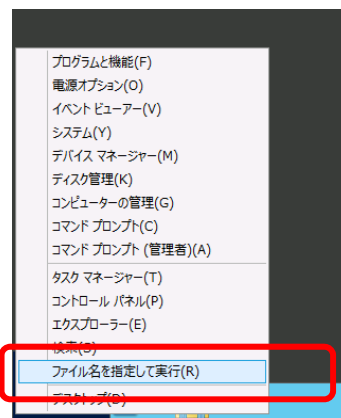 プログラムと機能(F)
電源オプション(O)
イベント ビューアー(V)
システム(Y)
デバイス マネージャー(M)
ディスク管理(K)
コンピューターの管理(G)
コマンド プロンプト(C)
コマンド プロンプト (管理者)(A)
タスク マネージャー(T)
コントロール パネル(P)
エクスプローラー(E)
検索(S)
ファイル名を指定して実行(R)
デスクトップ(D)